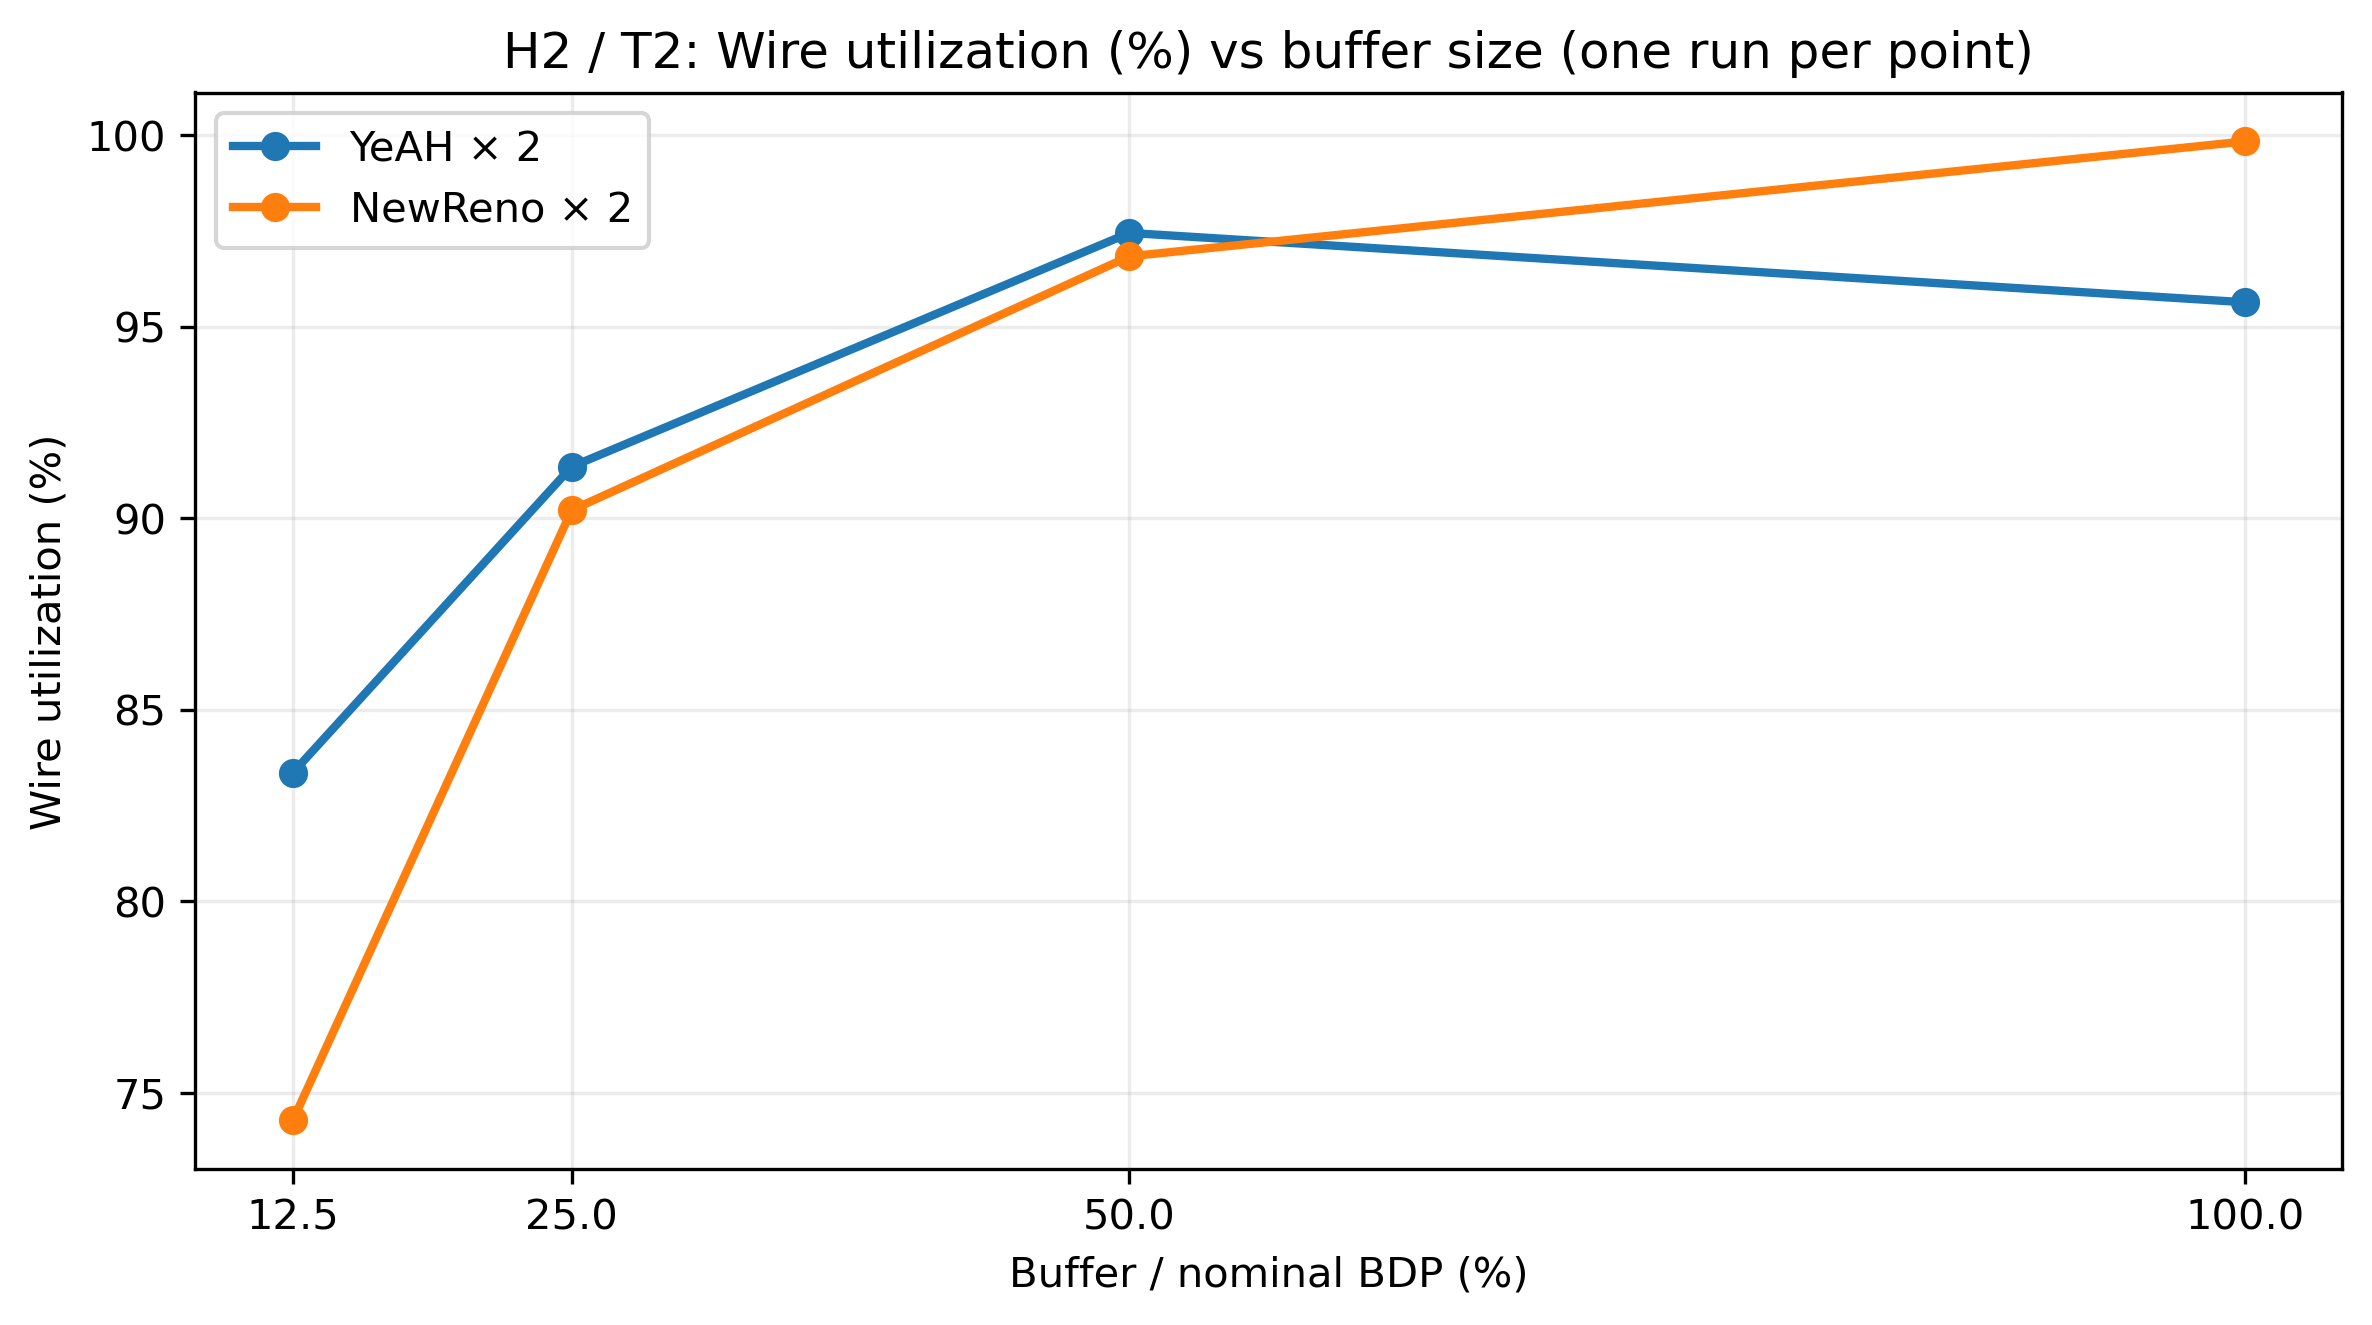 H2 / T2: Wire utilization (%) vs buffer size (one run per point)
YeAH × 2
NewReno × 2
Wire utilization (%)
100
95
90
85
80
75
12.5
25.0
50.0
100.0
Buffer / nominal BDP (%)